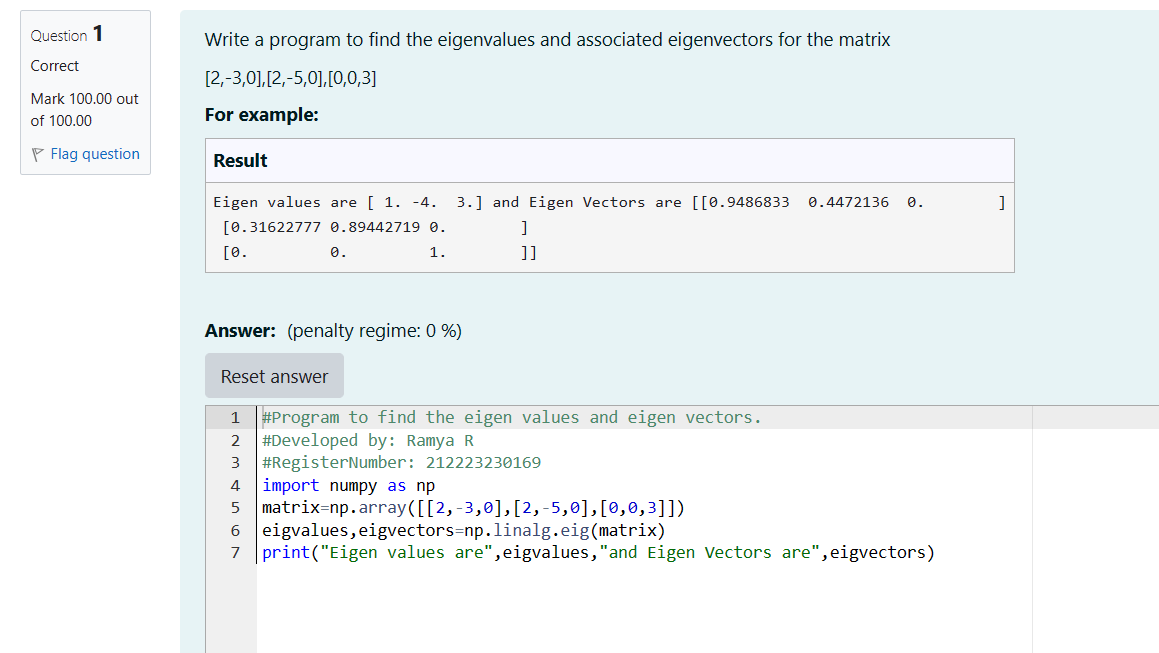 Question 1
Correct
Mark 100.00 out
of 100.00
Flag question
Write a program to find the eigenvalues and associated eigenvectors for the matrix
[2,-3,0],[2,-5,0],[0,0,3]
For example:
Result
Eigen values are [ 1. -4.  3.] and Eigen Vectors are [[0.9486833  0.4472136  0.        ]
 [0.31622777 0.89442719 0.        ]
 [0.         0.         1.        ]]
Answer: (penalty regime: 0 %)
Reset answer
1 #Program to find the eigen values and eigen vectors.
2 #Developed by: Ramya R
3 #RegisterNumber: 212223230169
4 import numpy as np
5 matrix=np.array([[2,-3,0],[2,-5,0],[0,0,3]])
6 eigvalues,eigvectors=np.linalg.eig(matrix)
7 print("Eigen values are",eigvalues,"and Eigen Vectors are",eigvectors)